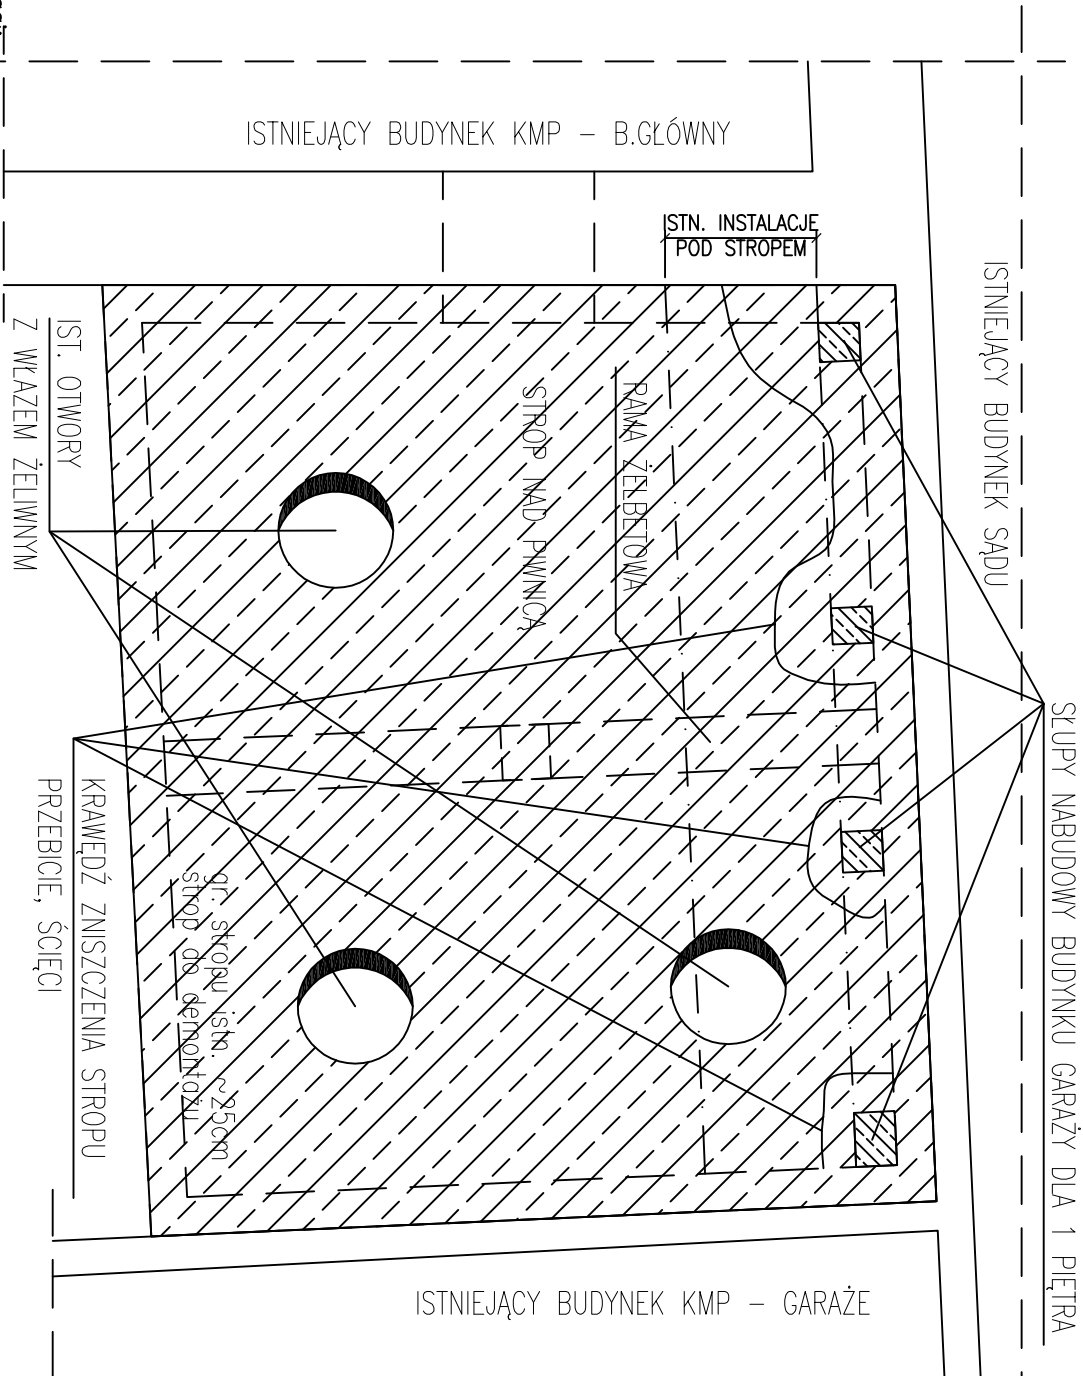 ISTNIEJĄCY BUDYNEK KMP – B.GŁÓWNY
ISTN. INSTALACJE
POD STROPEM
ISTNIEJĄCY BUDYNEK SĄDU
SŁUPY NABUDOWY BUDYNKU GARAŻY DLA 1 PIĘTRA
RAMA ŻELBETOWA
STROP NAD PIWNICĄ
IST. OTWORY
Z WŁAZEM ŻELIWNYM
gr. stropu istn. ~25cm
strop do demontażu
KRAWĘDŹ ZNISZCZENIA STROPU
PRZEBICIE, ŚCIĘCI
ISTNIEJĄCY BUDYNEK KMP – GARAŻE